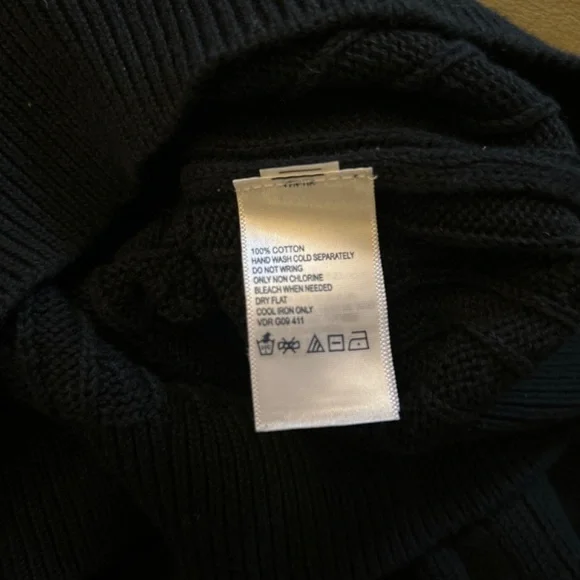 100% COTTON
HAND WASH COLD SEPARATELY
DO NOT WRING
ONLY NON CHLORINE
BLEACH WHEN NEEDED
DRY FLAT
COOL IRON ONLY
VDR G09 411